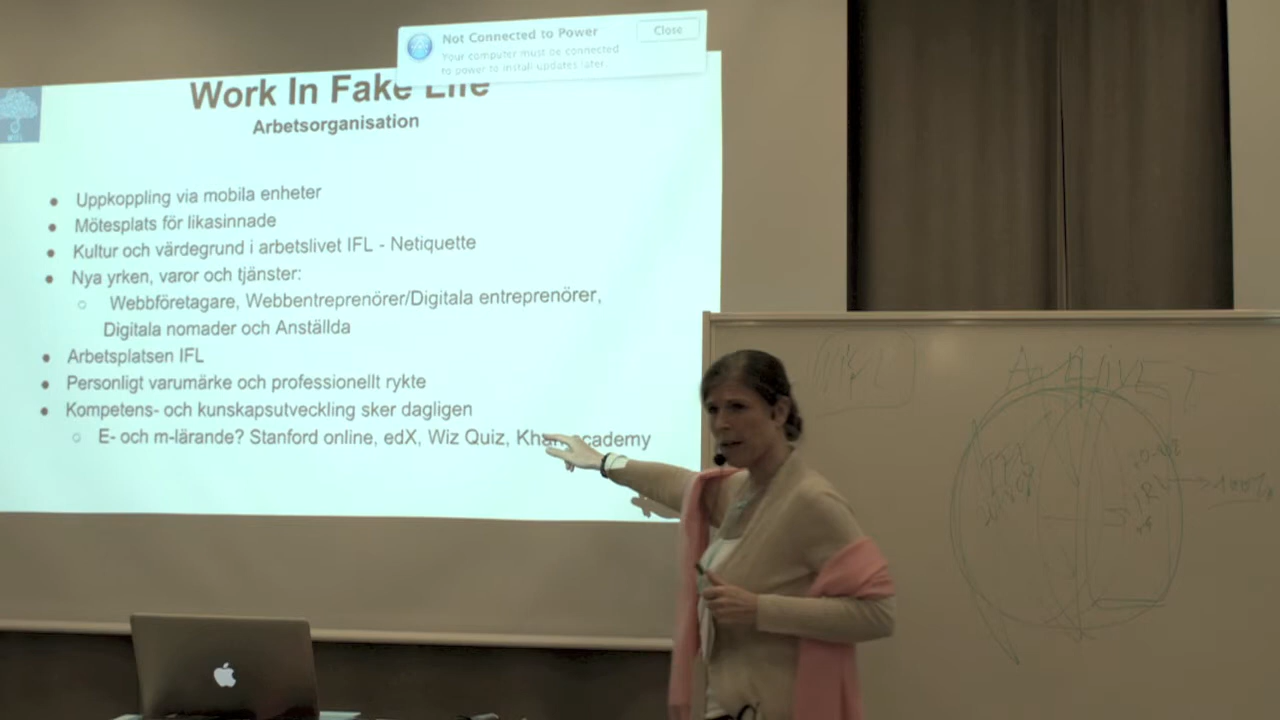 Not Connected to Power
Close
Your computer must be connected
to power to install updates later.
Work In Fake Life
Arbetsorganisation
● Uppkoppling via mobila enheter
● Mötesplats för likasinnade
● Kultur och värdegrund i arbetslivet IFL - Netiquette
● Nya yrken, varor och tjänster:
○ Webbföretagare, Webbentreprenörer/Digitala entreprenörer,
Digitala nomader och Anställda
● Arbetsplatsen IFL
● Personligt varumärke och professionellt rykte
● Kompetens- och kunskapsutveckling sker dagligen
○ E- och m-lärande? Stanford online, edX, Wiz Quiz, Khan academy